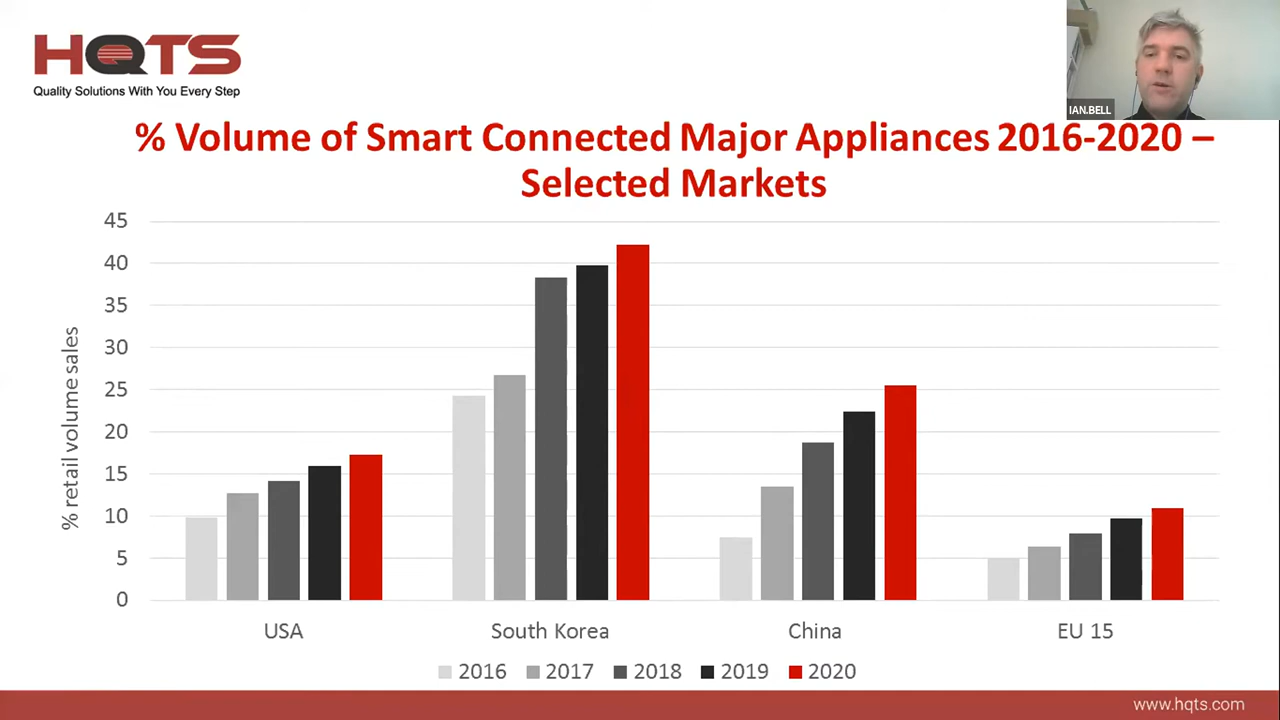 HQTS
Quality Solutions With You Every Step
IAN.BELL
% Volume of Smart Connected Major Appliances 2016-2020 –
Selected Markets
% retail volume sales
45
40
35
30
25
20
15
10
5
0
USA South Korea China EU 15
2016 2017 2018 2019 2020
www.hqts.com